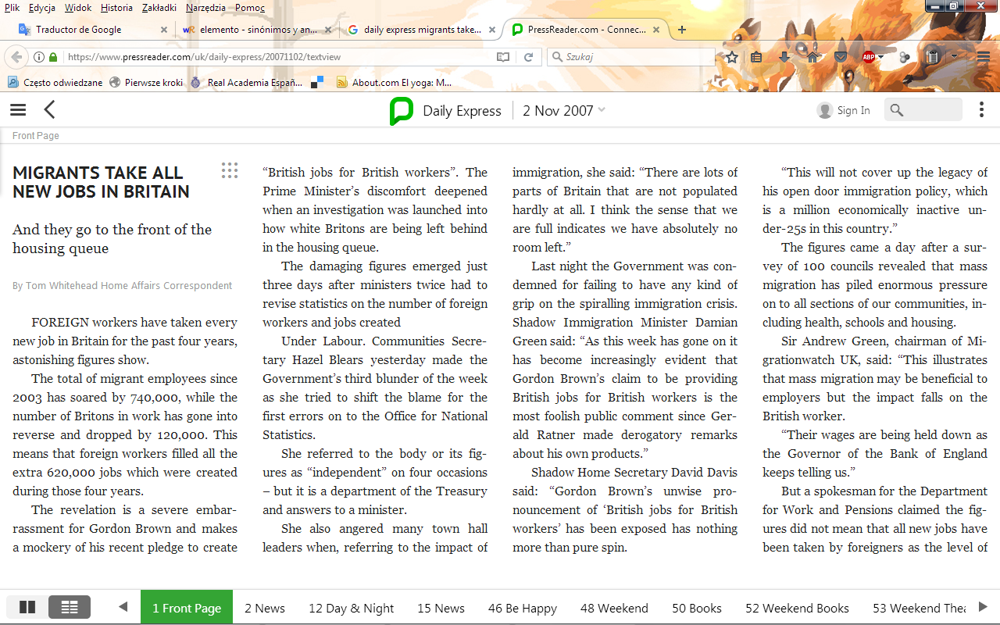 Plik Edycja Widok Historia Zakładki Narzędzia Pomoc
Traductor de Google
elemento - sinónimos y an...
daily express migrants take...
PressReader.com - Connec...
https://www.pressreader.com/uk/daily-express/20071102/textview
Szukaj
ABP
Często odwiedzane
Pierwsze kroki
Real Academia Españ...
About.com El yoga: M...
Daily Express
2 Nov 2007
Sign In
Front Page
MIGRANTS TAKE ALL
NEW JOBS IN BRITAIN
And they go to the front of the
housing queue
By Tom Whitehead Home Affairs Correspondent
FOREIGN workers have taken every
new job in Britain for the past four years,
astonishing figures show.
The total of migrant employees since
2003 has soared by 740,000, while the
number of Britons in work has gone into
reverse and dropped by 120,000. This
means that foreign workers filled all the
extra 620,000 jobs which were created
during those four years.
The revelation is a severe embar-
rassment for Gordon Brown and makes
a mockery of his recent pledge to create
“British jobs for British workers”. The
Prime Minister’s discomfort deepened
when an investigation was launched into
how white Britons are being left behind
in the housing queue.
The damaging figures emerged just
three days after ministers twice had to
revise statistics on the number of foreign
workers and jobs created
Under Labour. Communities Secre-
tary Hazel Blears yesterday made the
Government’s third blunder of the week
as she tried to shift the blame for the
first errors on to the Office for National
Statistics.
She referred to the body or its fig-
ures as “independent” on four occasions
– but it is a department of the Treasury
and answers to a minister.
She also angered many town hall
leaders when, referring to the impact of
immigration, she said: “There are lots of
parts of Britain that are not populated
hardly at all. I think the sense that we
are full indicates we have absolutely no
room left.”
Last night the Government was con-
demned for failing to have any kind of
grip on the spiralling immigration crisis.
Shadow Immigration Minister Damian
Green said: “As this week has gone on it
has become increasingly evident that
Gordon Brown’s claim to be providing
British jobs for British workers is the
most foolish public comment since Ger-
ald Ratner made derogatory remarks
about his own products.”
Shadow Home Secretary David Davis
said: “Gordon Brown’s unwise pro-
nouncement of ‘British jobs for British
workers’ has been exposed has nothing
more than pure spin.
“This will not cover up the legacy of
his open door immigration policy, which
is a million economically inactive un-
der-25s in this country.”
The figures came a day after a sur-
vey of 100 councils revealed that mass
migration has piled enormous pressure
on to all sections of our communities, in-
cluding health, schools and housing.
Sir Andrew Green, chairman of Mi-
grationwatch UK, said: “This illustrates
that mass migration may be beneficial to
employers but the impact falls on the
British worker.
“Their wages are being held down as
the Governor of the Bank of England
keeps telling us.”
But a spokesman for the Department
for Work and Pensions claimed the fig-
ures did not mean that all new jobs have
been taken by foreigners as the level of
1 Front Page
2 News
12 Day & Night
15 News
46 Be Happy
48 Weekend
50 Books
52 Weekend Books
53 Weekend Thea